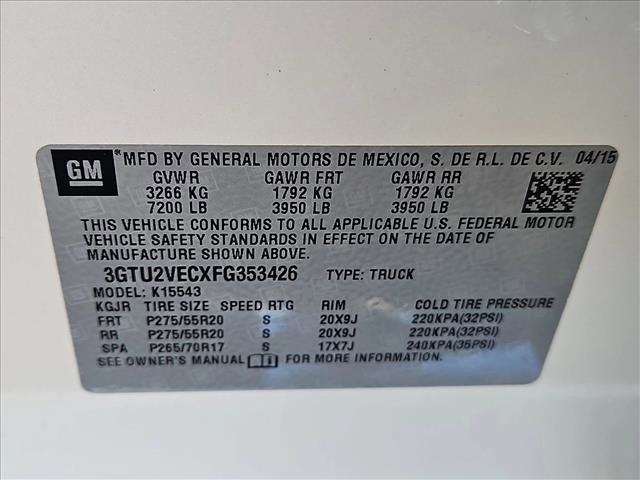 GM MFD BY GENERAL MOTORS DE MEXICO, S. DE R.L. DE C.V. 04/15
GVWR GAWR FRT GAWR RR
3266 KG 1792 KG 1792 KG
7200 LB 3950 LB 3950 LB
THIS VEHICLE CONFORMS TO ALL APPLICABLE U.S. FEDERAL MOTOR
VEHICLE SAFETY STANDARDS IN EFFECT ON THE DATE OF
MANUFACTURE SHOWN ABOVE.
3GTU2VECXFG353426 TYPE: TRUCK
MODEL: K15543
KGJR TIRE SIZE SPEED RTG RIM COLD TIRE PRESSURE
FRT P275/55R20 S 20X9J 220KPA(32PSI)
RR P275/55R20 S 20X9J 220KPA(32PSI)
SPA P265/70R17 S 17X7J 240KPA(35PSI)
SEE OWNER'S MANUAL FOR MORE INFORMATION.